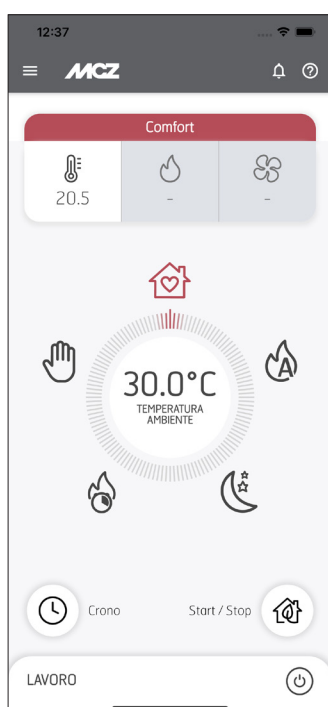 12:37
MCZ
Comfort
20.5
-
-
30.0°C
TEMPERATURA
AMBIENTE
A
Crono
Start / Stop
LAVORO